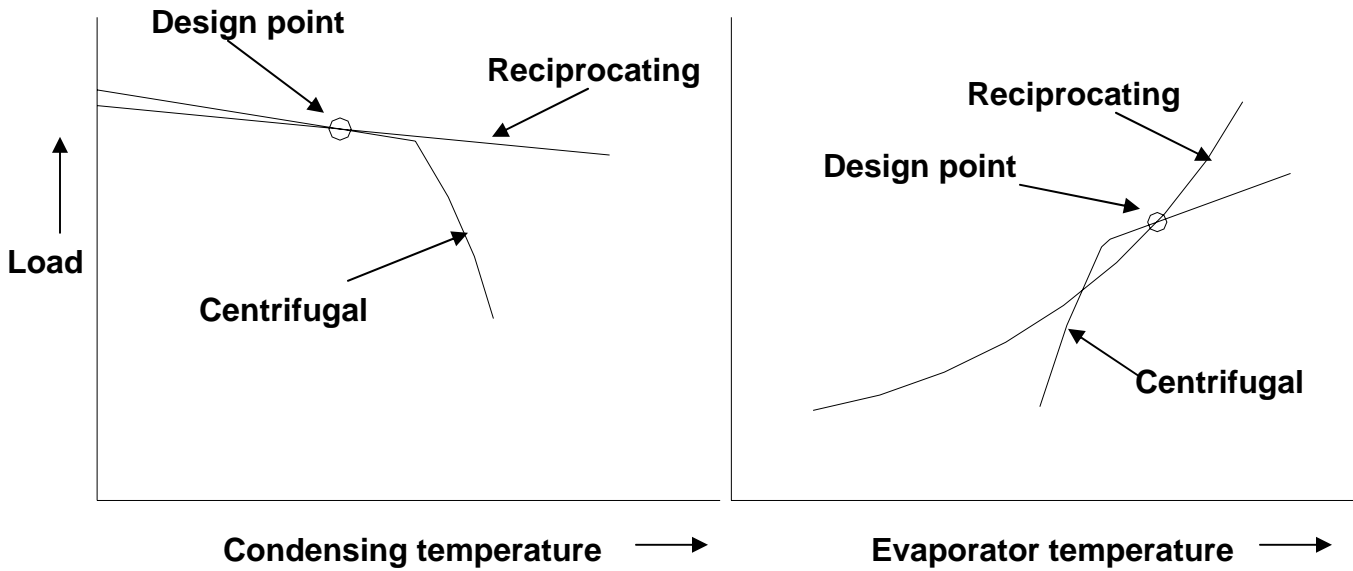 Design point
Reciprocating
Load
Centrifugal
Condensing temperature
Reciprocating
Design point
Centrifugal
Evaporator temperature